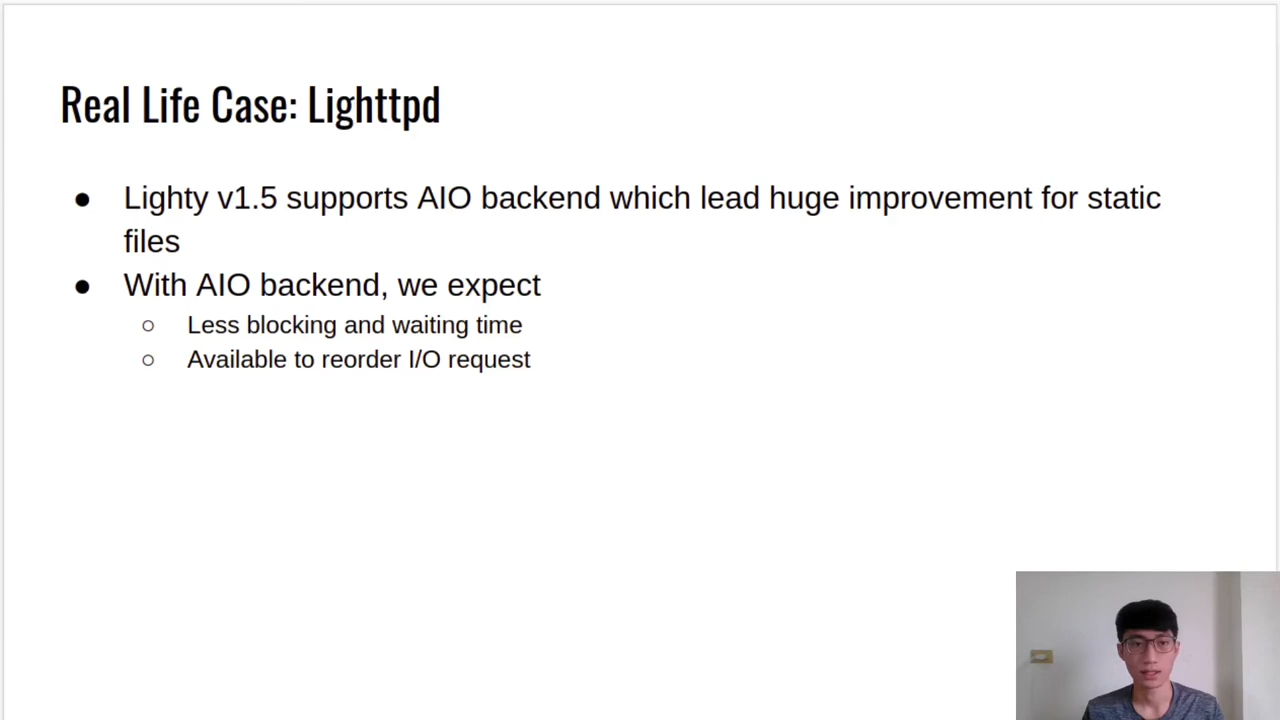 Real Life Case: Lighttpd
● Lighty v1.5 supports AIO backend which lead huge improvement for static
files
● With AIO backend, we expect
○ Less blocking and waiting time
○ Available to reorder I/O request